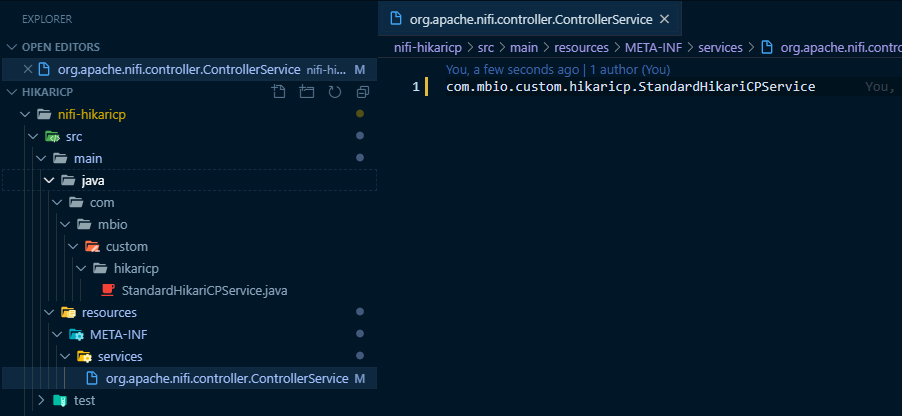 EXPLORER
OPEN EDITORS
org.apache.nifi.controller.ControllerService nifi-hi... M
HIKARICP
nifi-hikaricp
src
main
java
com
mbio
custom
hikaricp
StandardHikariCPService.java
resources
META-INF
services
org.apache.nifi.controller.ControllerService M
test
org.apache.nifi.controller.ControllerService
nifi-hikaricp > src > main > resources > META-INF > services > org.apache.nifi.contro
You, a few seconds ago | 1 author (You)
1 com.mbio.custom.hikaricp.StandardHikariCPService You,